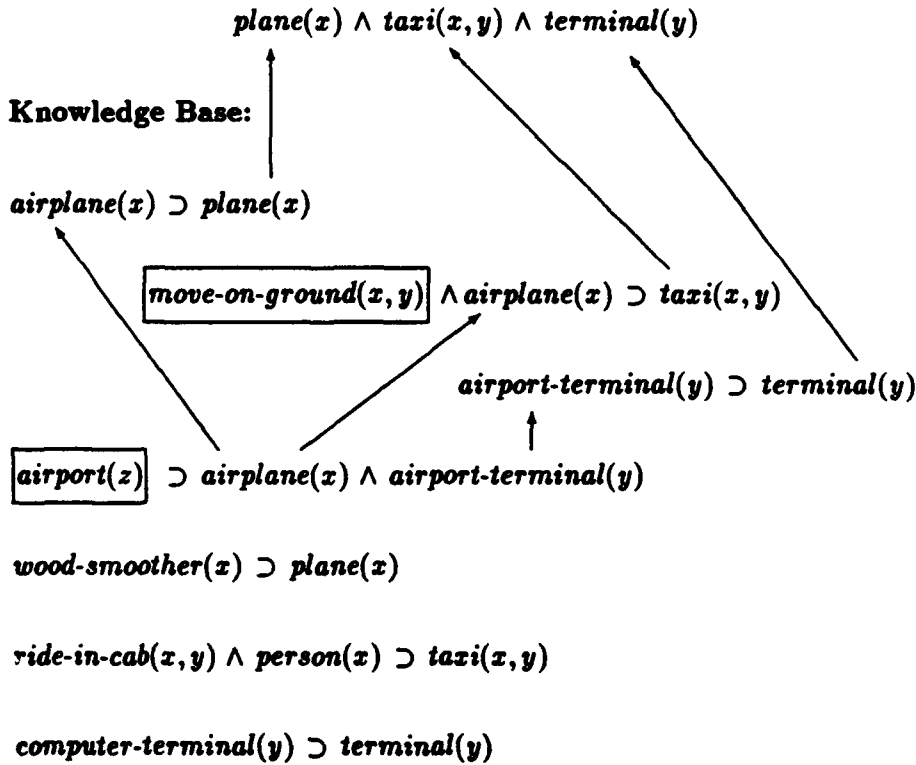 plane(x) ∧ taxi(x, y) ∧ terminal(y)
Knowledge Base:
airplane(x) ⊃ plane(x)
move-on-ground(x, y) ∧ airplane(x) ⊃ taxi(x, y)
airport-terminal(y) ⊃ terminal(y)
airport(z) ⊃ airplane(x) ∧ airport-terminal(y)
wood-smoother(x) ⊃ plane(x)
ride-in-cab(x, y) ∧ person(x) ⊃ taxi(x, y)
computer-terminal(y) ⊃ terminal(y)